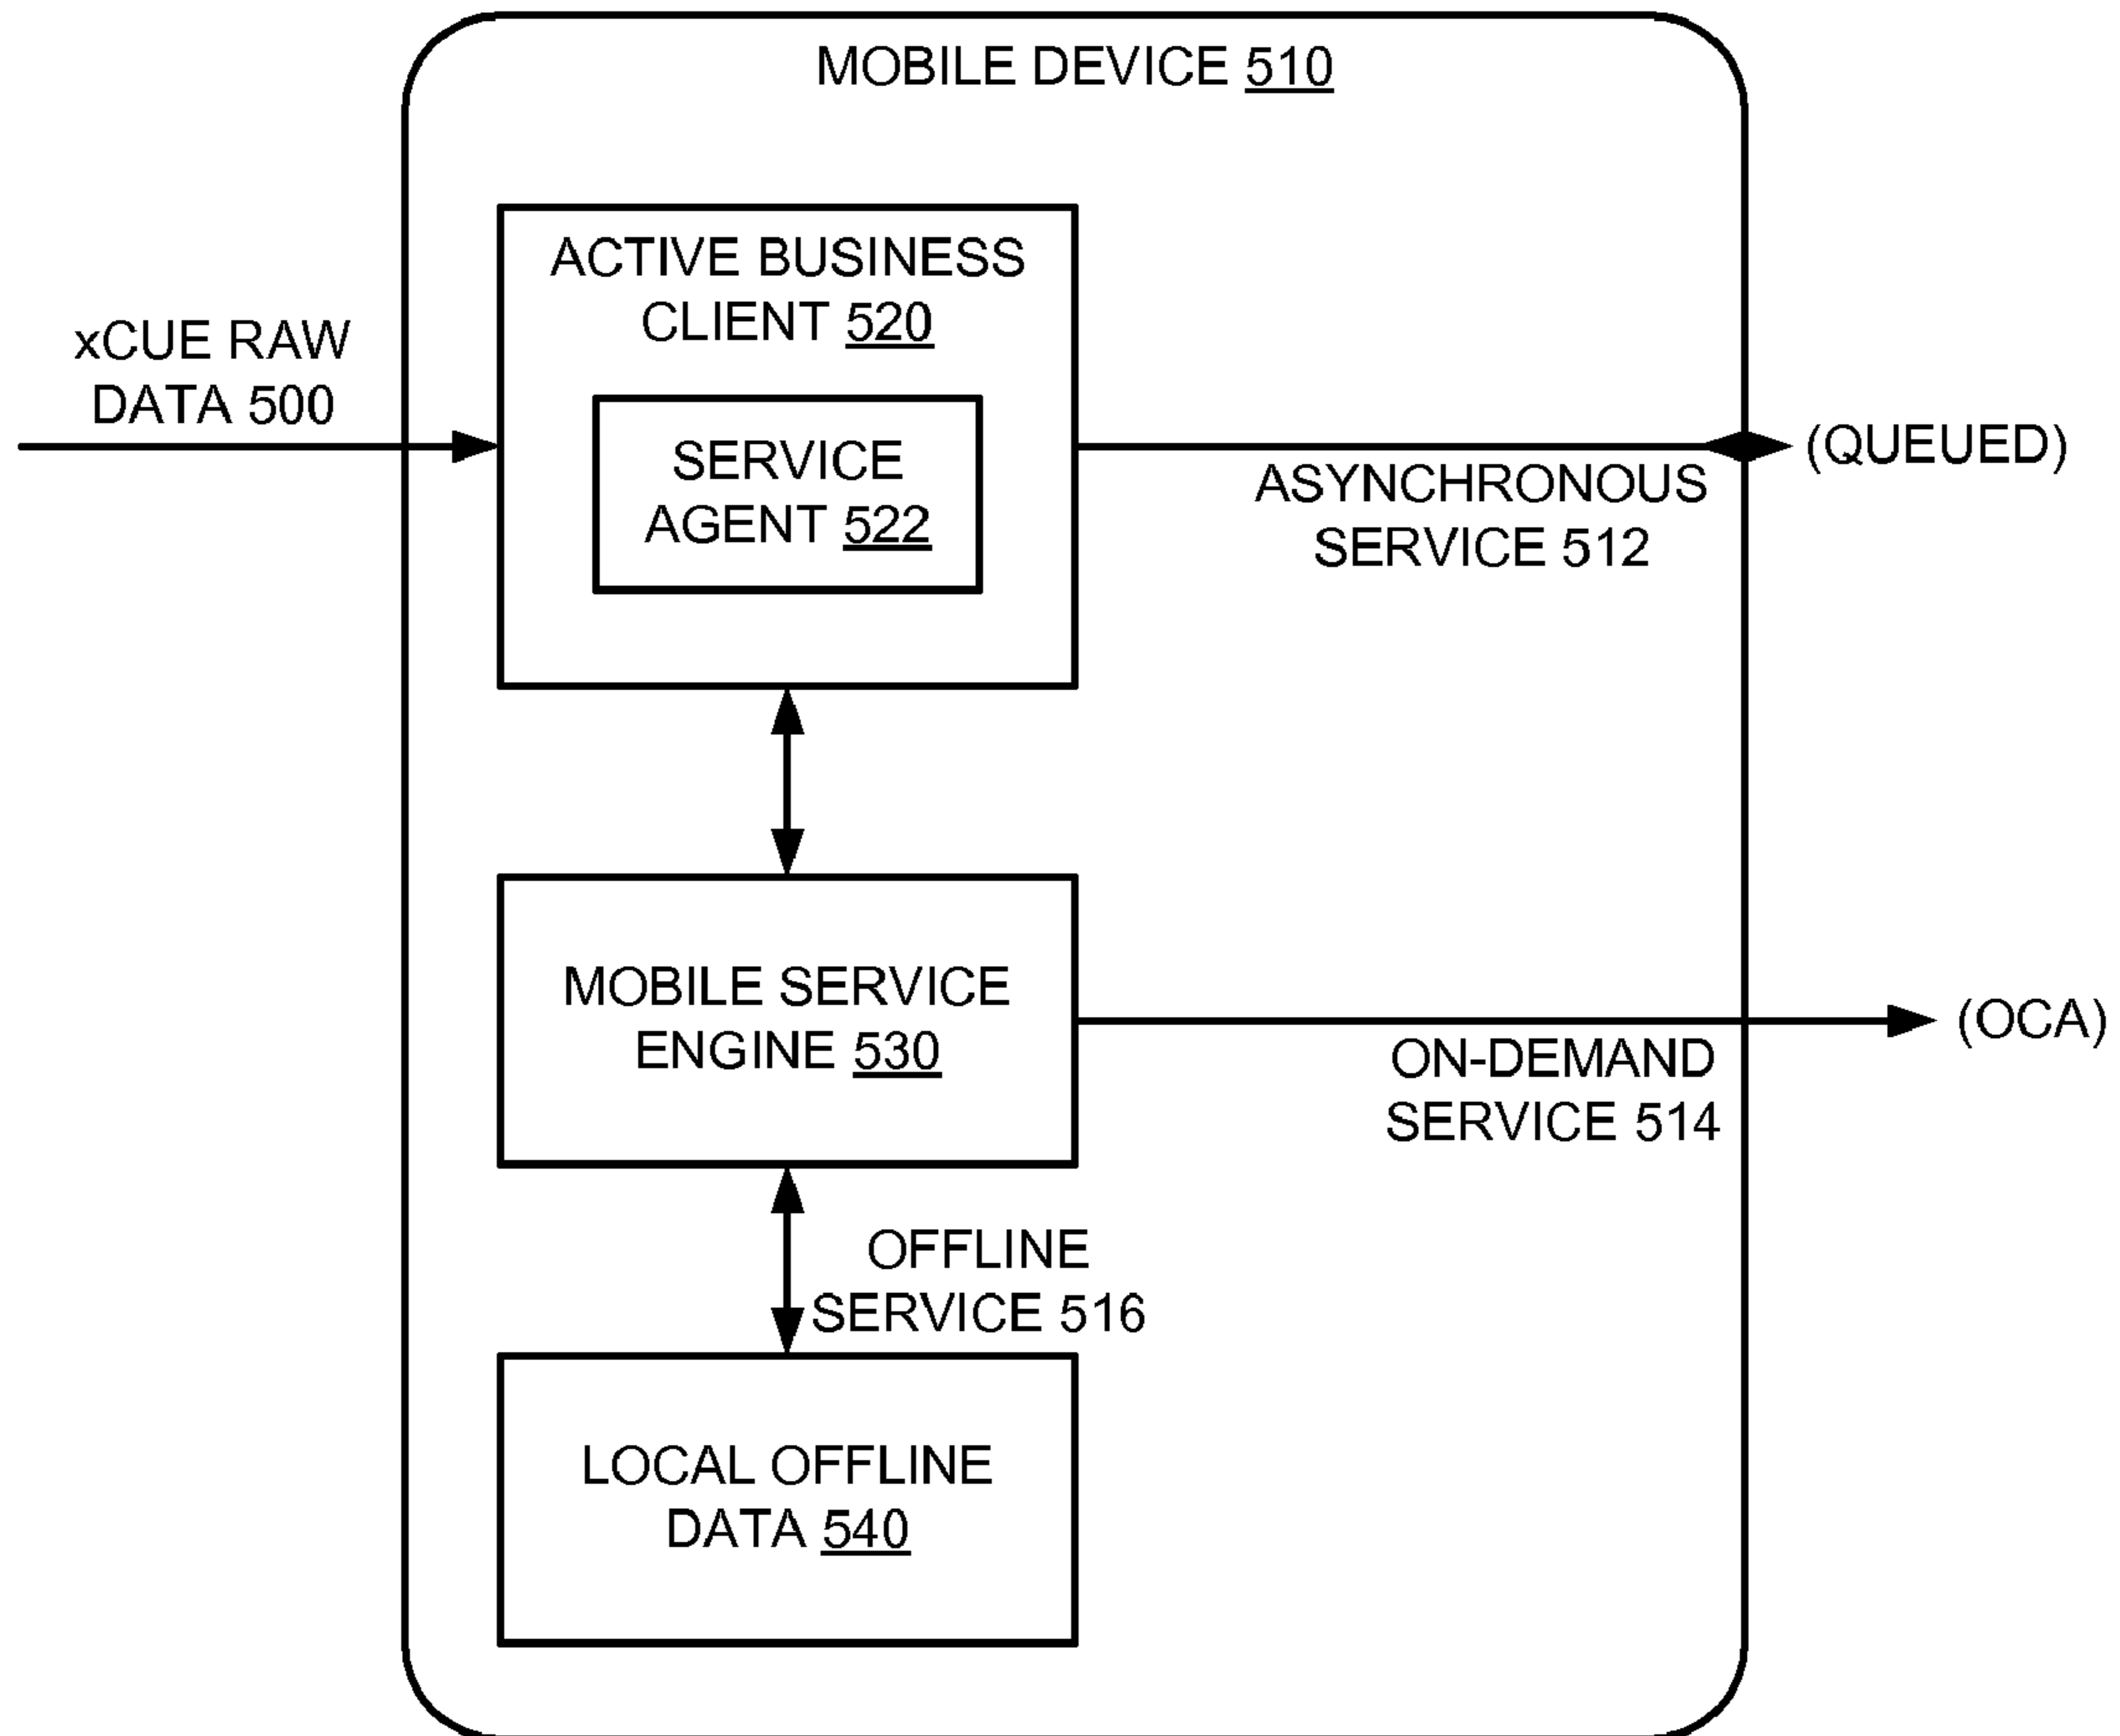 MOBILE DEVICE 510
ACTIVE BUSINESS
CLIENT 520
xCUE RAW
DATA 500
SERVICE
AGENT 522
(QUEUED)
ASYNCHRONOUS
SERVICE 512
MOBILE SERVICE
ENGINE 530
(OCA)
ON-DEMAND
SERVICE 514
OFFLINE
SERVICE 516
LOCAL OFFLINE
DATA 540